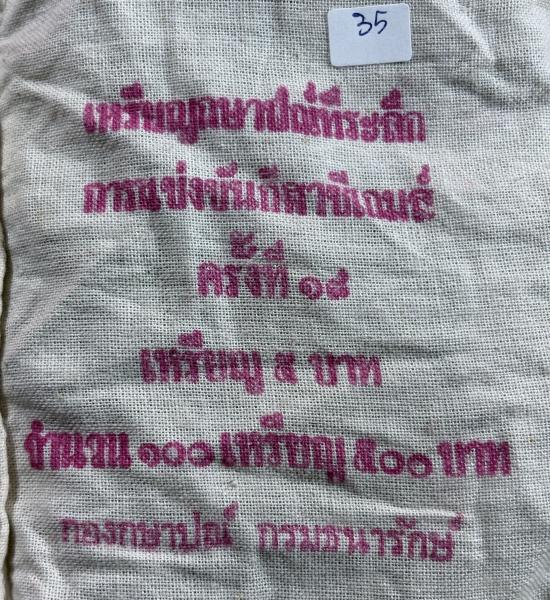 35
เหรียญกษาปณ์ที่ระลึก
การแข่งขันกีฬาซีเกมส์
ครั้งที่ ๑๘
เหรียญ ๕ บาท
จำนวน ๑๐๐ เหรียญ ๕๐๐ บาท
กองกษาปณ์ กรมธนารักษ์